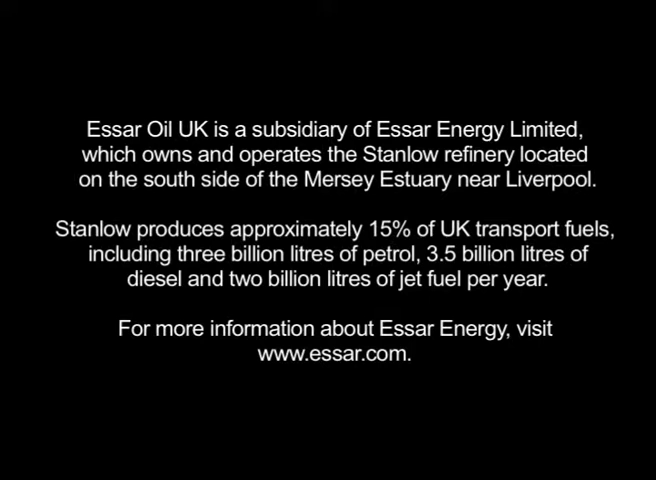 Essar Oil UK is a subsidiary of Essar Energy Limited,
which owns and operates the Stanlow refinery located
on the south side of the Mersey Estuary near Liverpool.
Stanlow produces approximately 15% of UK transport fuels,
including three billion litres of petrol, 3.5 billion litres of
diesel and two billion litres of jet fuel per year.
For more information about Essar Energy, visit
www.essar.com.